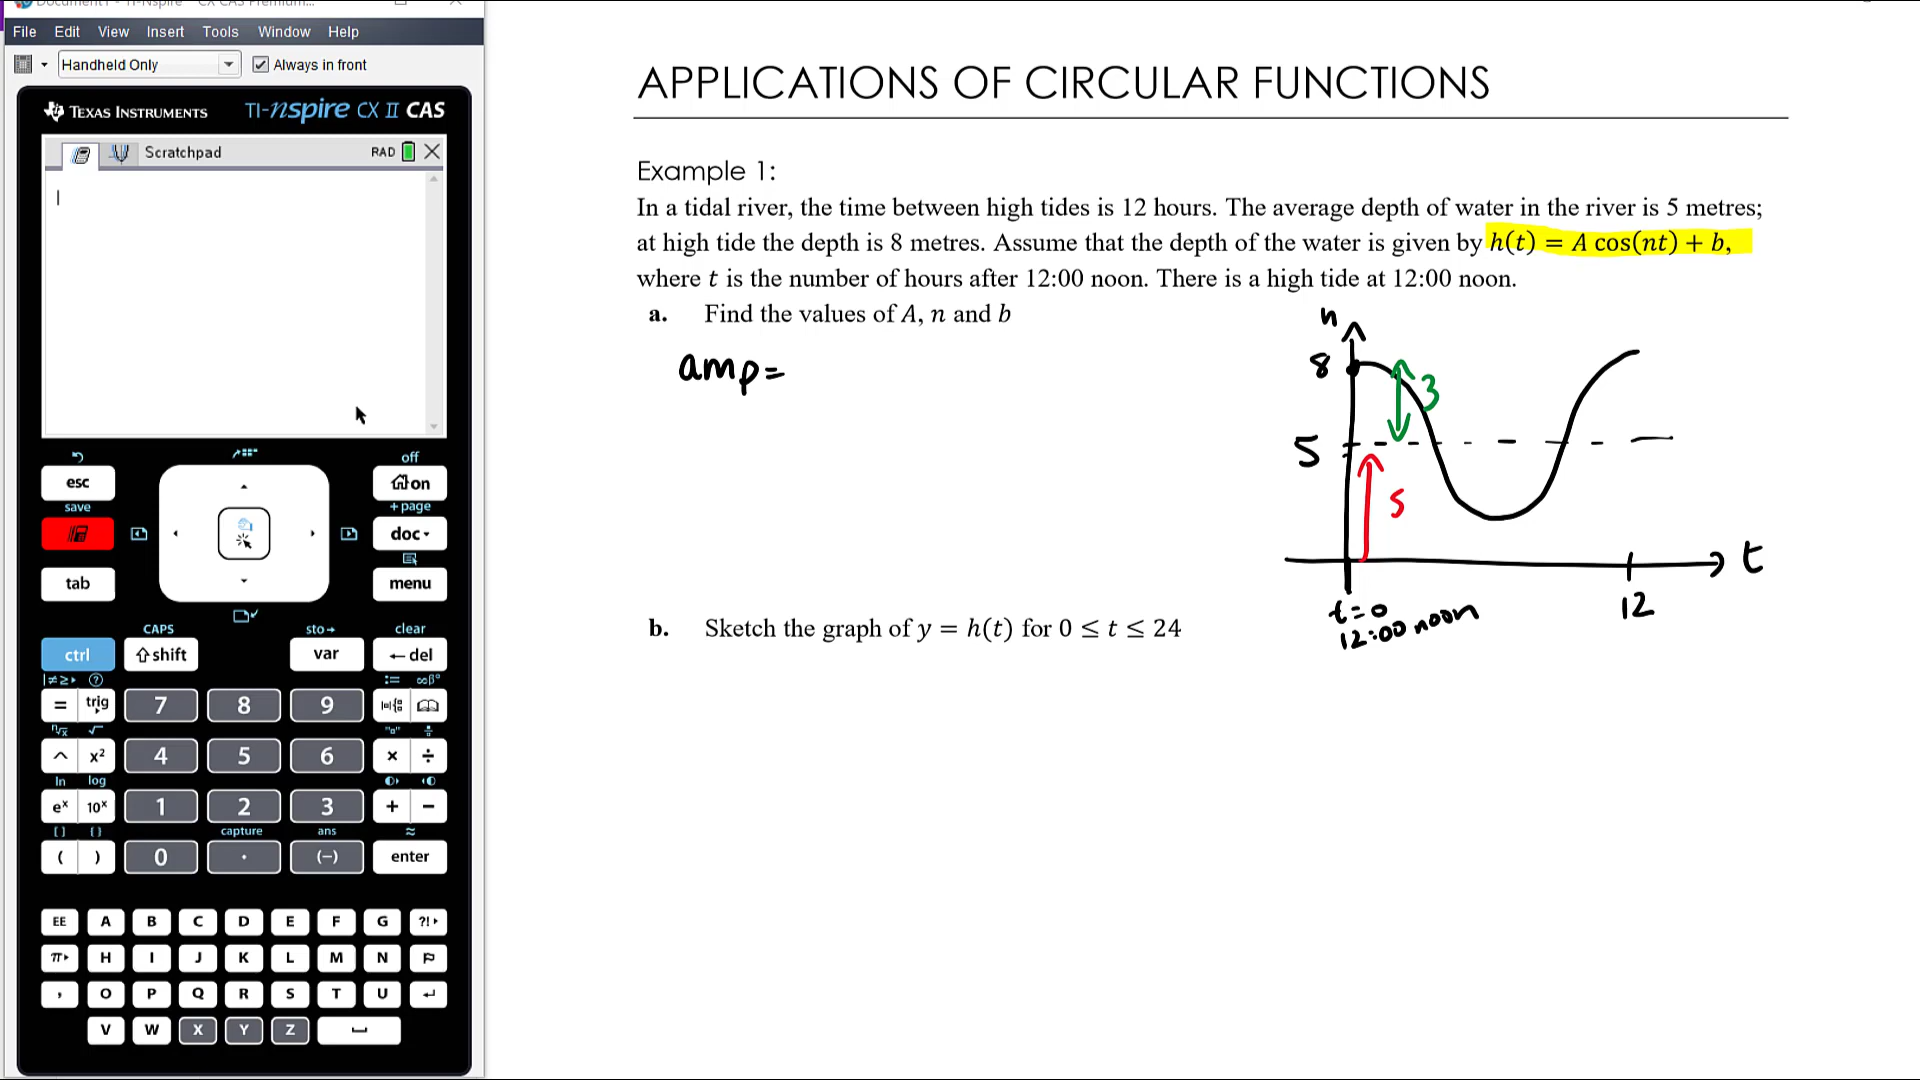 File Edit View Insert Tools Window Help
Handheld Only Always in front
TEXAS INSTRUMENTS TI-nspire CX II CAS
Scratchpad RAD
off
esc on
save + page
doc
tab menu
CAPS sto→ clear
ctrl ⇧shift var ←del
|≠≥▸ ? := ∞β°
= trig 7 8 9
ⁿ√x √ "□"
^ x² 4 5 6 × ÷
ln log
eˣ 10ˣ 1 2 3 + −
[ ] { } capture ans ≈
( ) 0 . (−) enter
EE A B C D E F G ?!▸
π▸ H I J K L M N
, O P Q R S T U ↵
V W X Y Z
APPLICATIONS OF CIRCULAR FUNCTIONS
Example 1:
In a tidal river, the time between high tides is 12 hours. The average depth of water in the river is 5 metres;
at high tide the depth is 8 metres. Assume that the depth of the water is given by h(t) = A cos(nt) + b,
where t is the number of hours after 12:00 noon. There is a high tide at 12:00 noon.
a. Find the values of A, n and b
amp=
h
8
3
5
5
t
t=0
12:00 noon
12
b. Sketch the graph of y = h(t) for 0 ≤ t ≤ 24